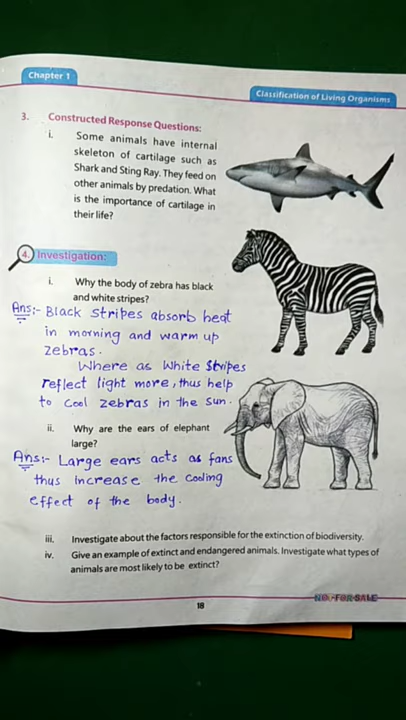 Chapter 1
Classification of Living Organisms
3. Constructed Response Questions:
i. Some animals have internal
skeleton of cartilage such as
Shark and Sting Ray. They feed on
other animals by predation. What
is the importance of cartilage in
their life?
4. Investigation:
i. Why the body of zebra has black
and white stripes?
Ans:- Black stripes absorb heat
in morning and warm up
zebras.
Where as White Stripes
reflect light more, thus help
to cool zebras in the sun.
ii. Why are the ears of elephant
large?
Ans:- Large ears acts as fans
thus increase the cooling
effect of the body.
iii. Investigate about the factors responsible for the extinction of biodiversity.
iv. Give an example of extinct and endangered animals. Investigate what types of
animals are most likely to be extinct?
18
NOT FOR SALE